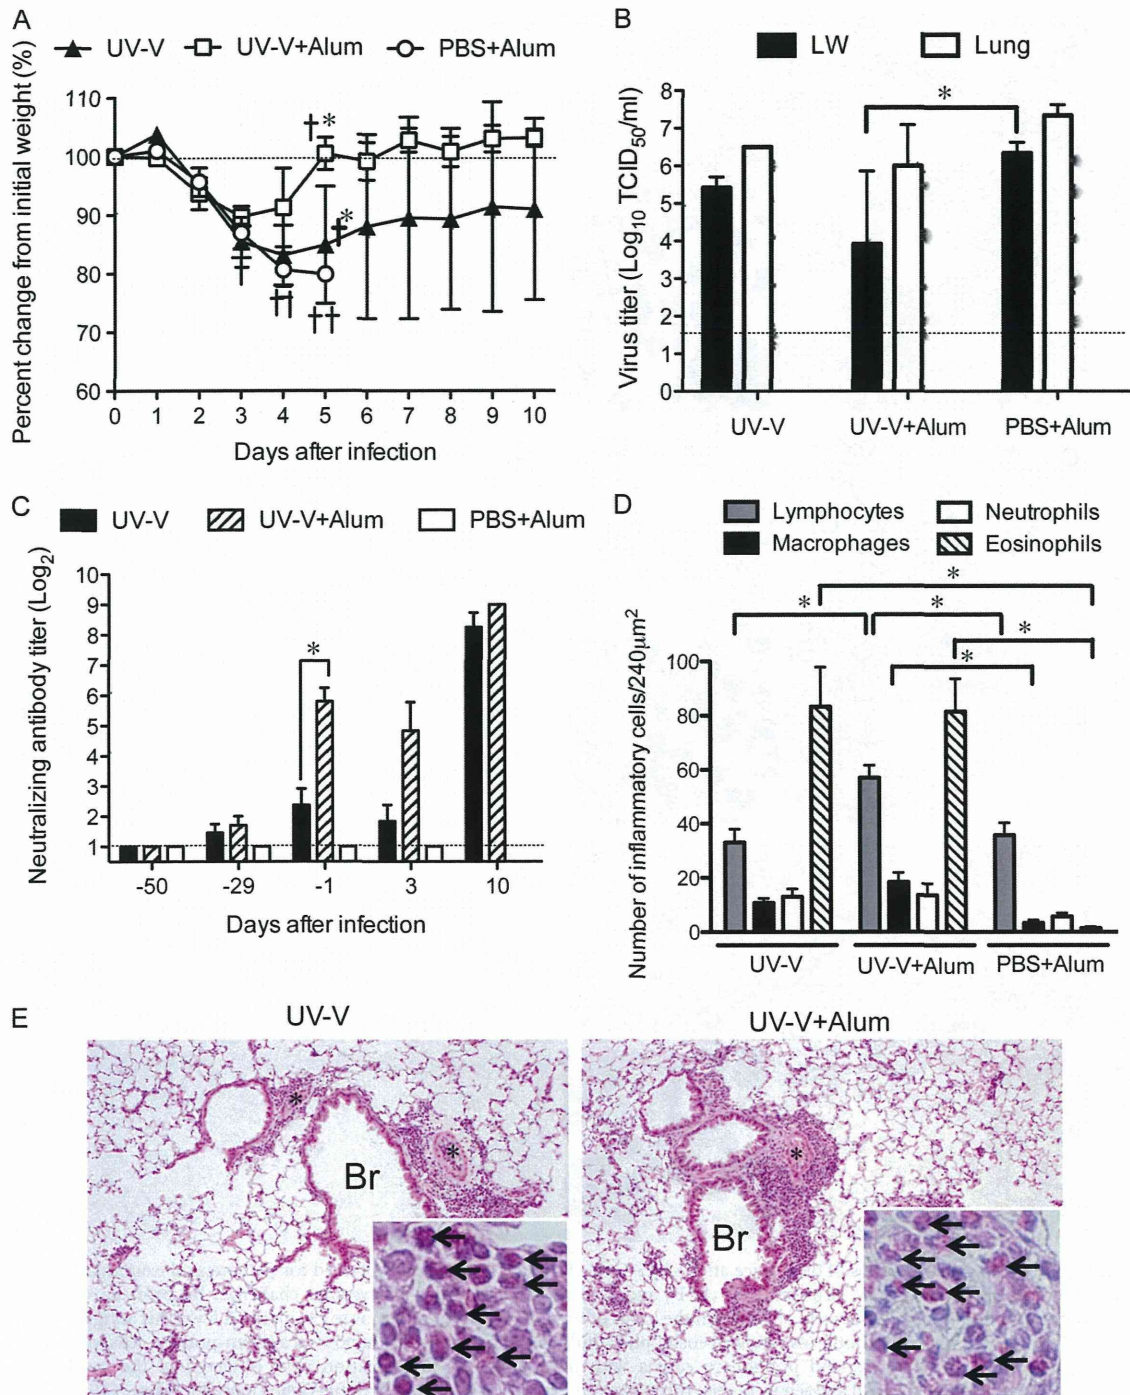 A
UV-V UV-V+Alum PBS+Alum
Percent change from initial weight (%)
110
100
90
80
70
60
†*
†*
†
††
††
0 1 2 3 4 5 6 7 8 9 10
Days after infection
B
LW Lung
Virus titer (Log10 TCID50/ml)
8
7
6
5
4
3
2
1
0
*
UV-V UV-V+Alum PBS+Alum
C
UV-V UV-V+Alum PBS+Alum
Neutralizing antibody titer (Log2)
10
9
8
7
6
5
4
3
2
1
*
-50 -29 -1 3 10
Days after infection
D
Lymphocytes Neutrophils
Macrophages Eosinophils
Number of inflammatory cells/240µm2
100
80
60
40
20
0
*
* *
*
*
UV-V UV-V+Alum PBS+Alum
E
UV-V UV-V+Alum
* * *
Br Br